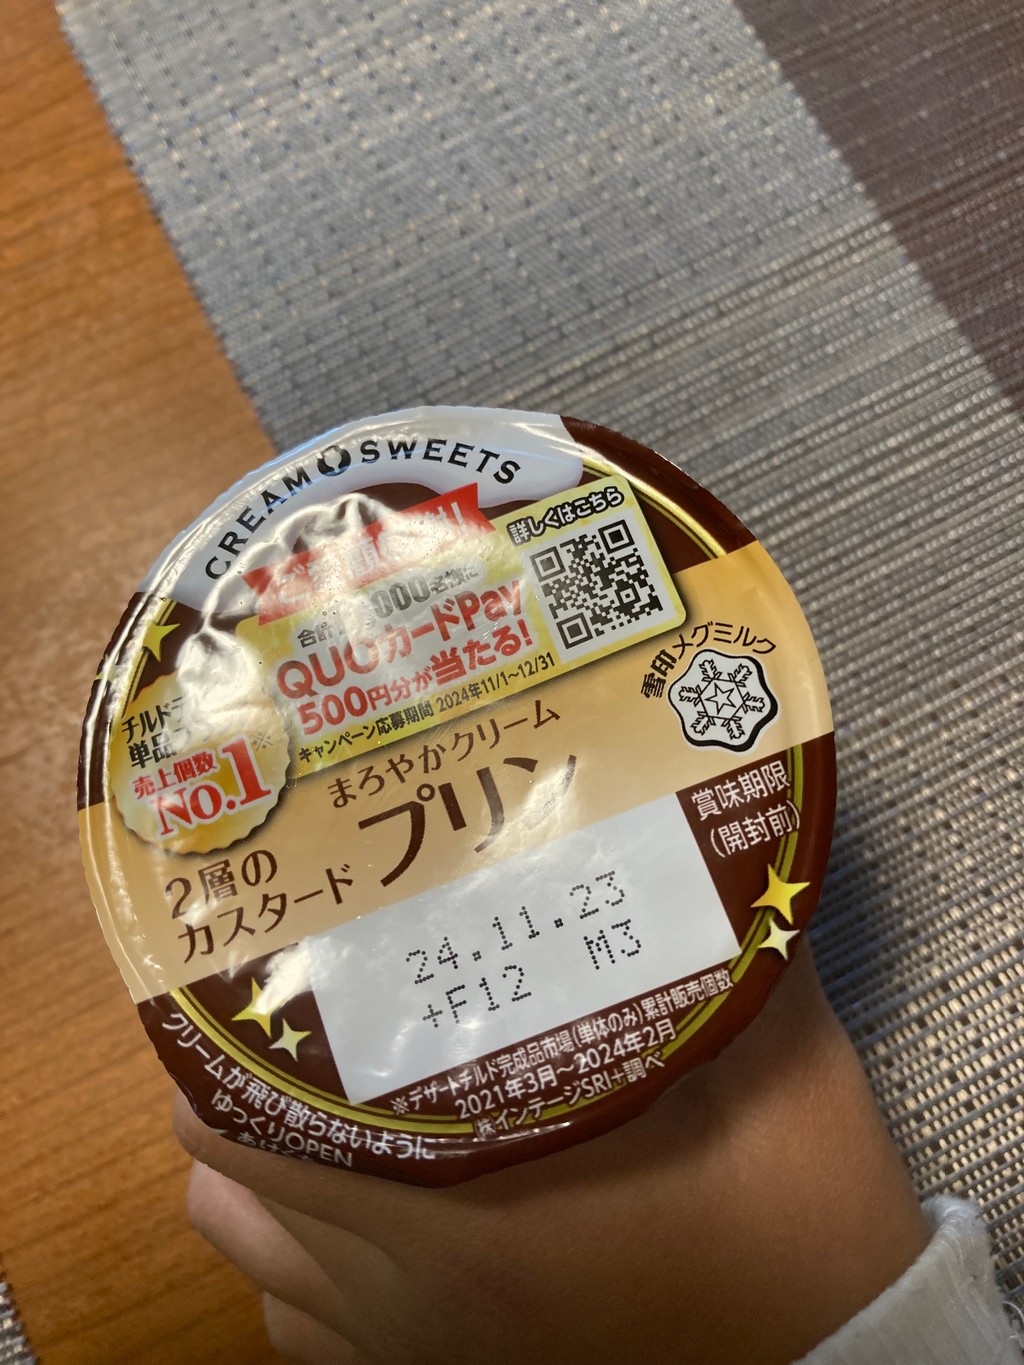 CREAM SWEETS
詳しくはこちら
QUOカードPay
500円分が当たる!
キャンペーン応募期間 2024年11/1~12/31
雪印メグミルク
売上個数
No.1
※
まろやかクリーム
プリン
2層の
カスタード
賞味期限
(開封前)
24.11.23
+F12 M3
※デザートチルド完成品市場(単体のみ)累計販売個数
2021年3月~2024年2月
㈱インテージSRI+調べ
クリームが飛び散らないように
ゆっくりOPEN